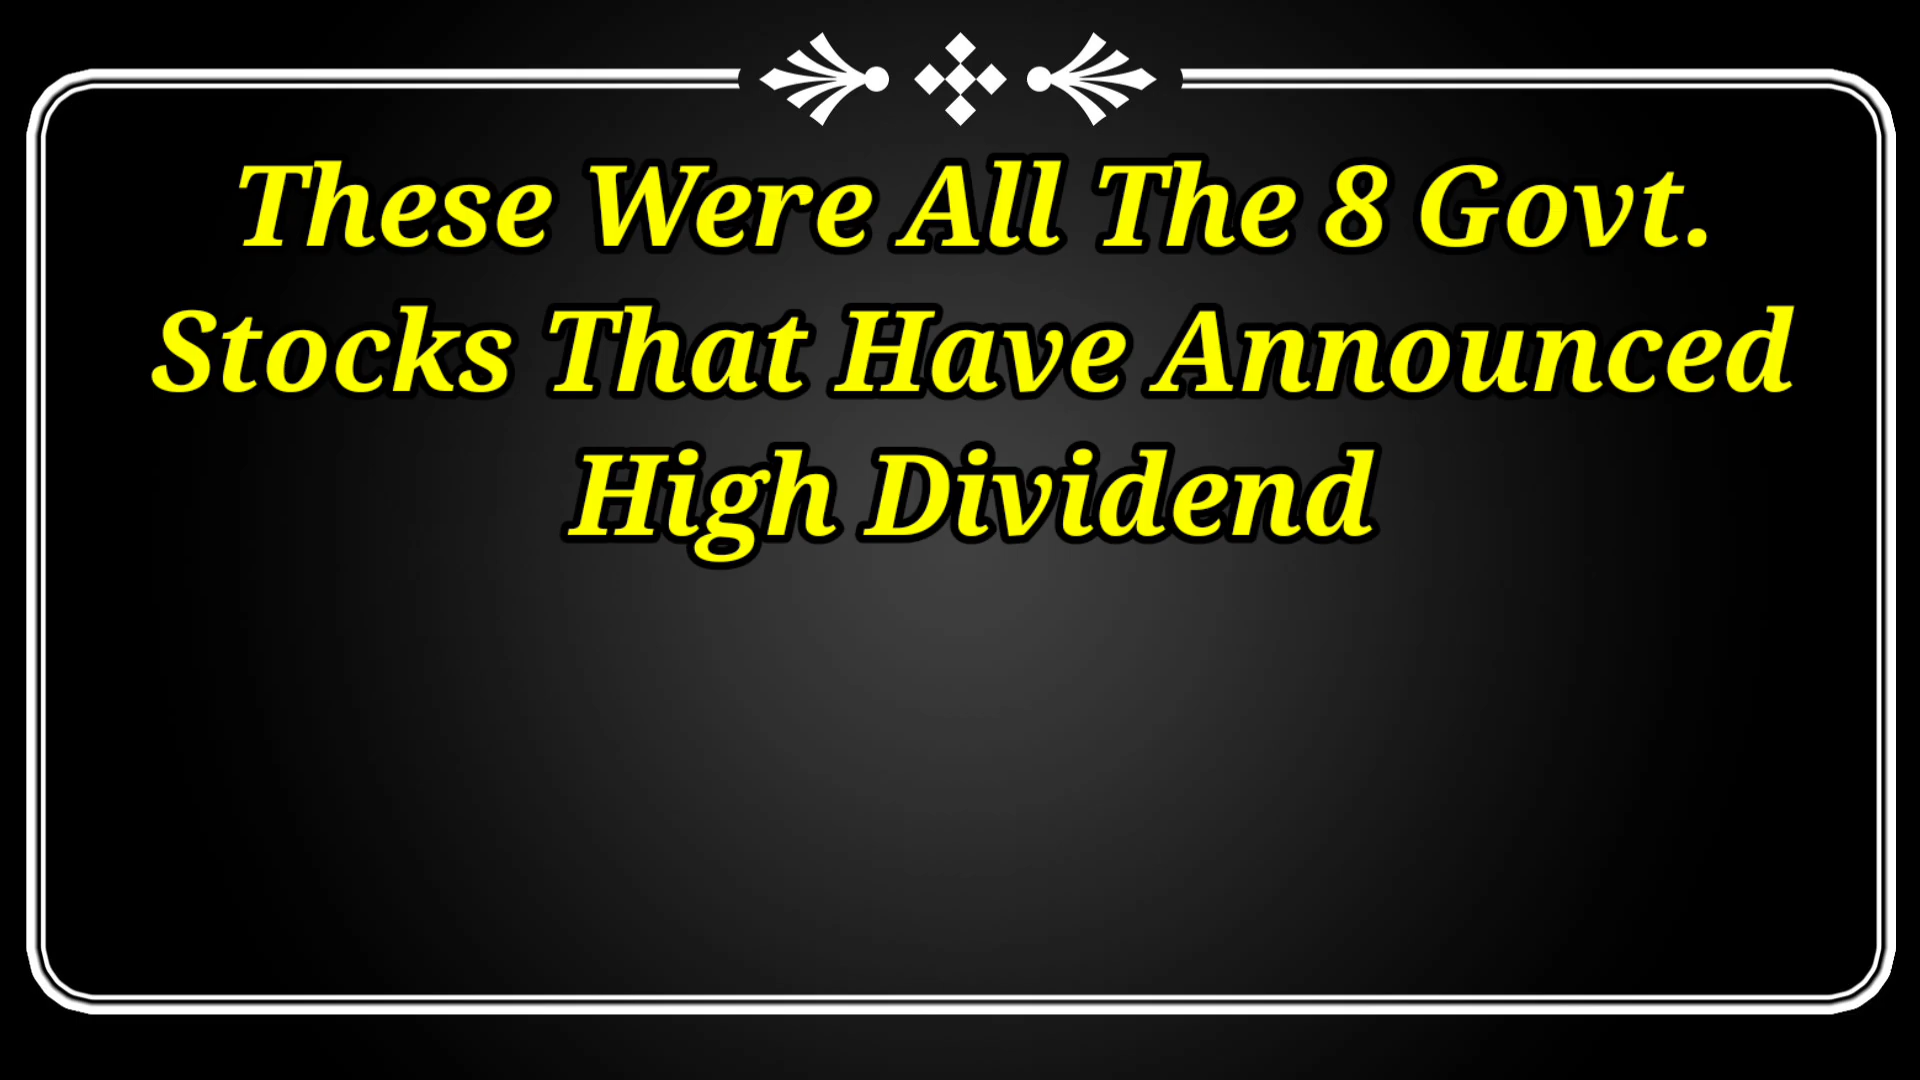 These Were All The 8 Govt.
Stocks That Have Announced
High Dividend